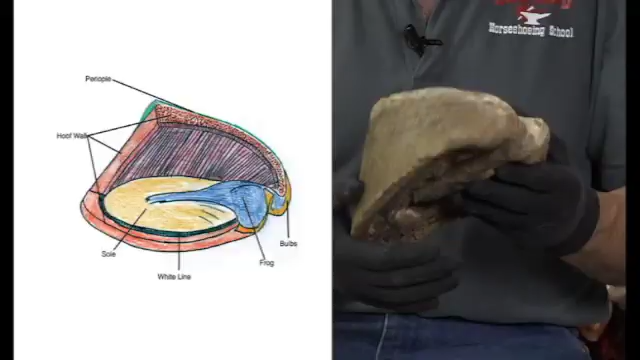 Periople
Hoof Wall
Sole
White Line
Frog
Bulbs
Horseshoeing School